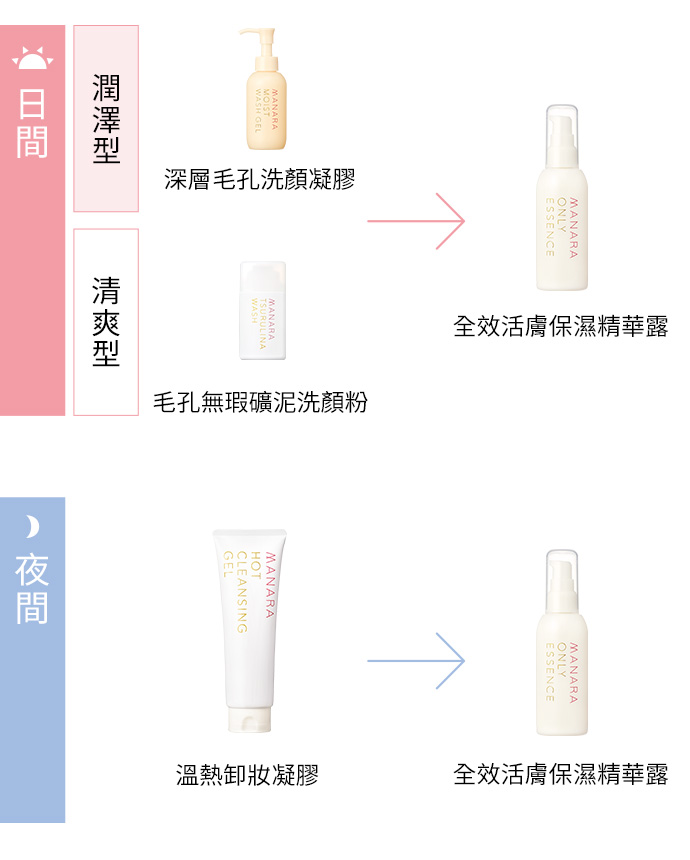 日間
潤澤型
MANARA
MOIST
WASH GEL
深層毛孔洗顏凝膠
清爽型
MANARA
TSURULINA
WASH
毛孔無瑕礦泥洗顏粉
MANARA
ONLY
ESSENCE
全效活膚保濕精華露
夜間
MANARA
HOT
CLEANSING
GEL
溫熱卸妝凝膠
MANARA
ONLY
ESSENCE
全效活膚保濕精華露